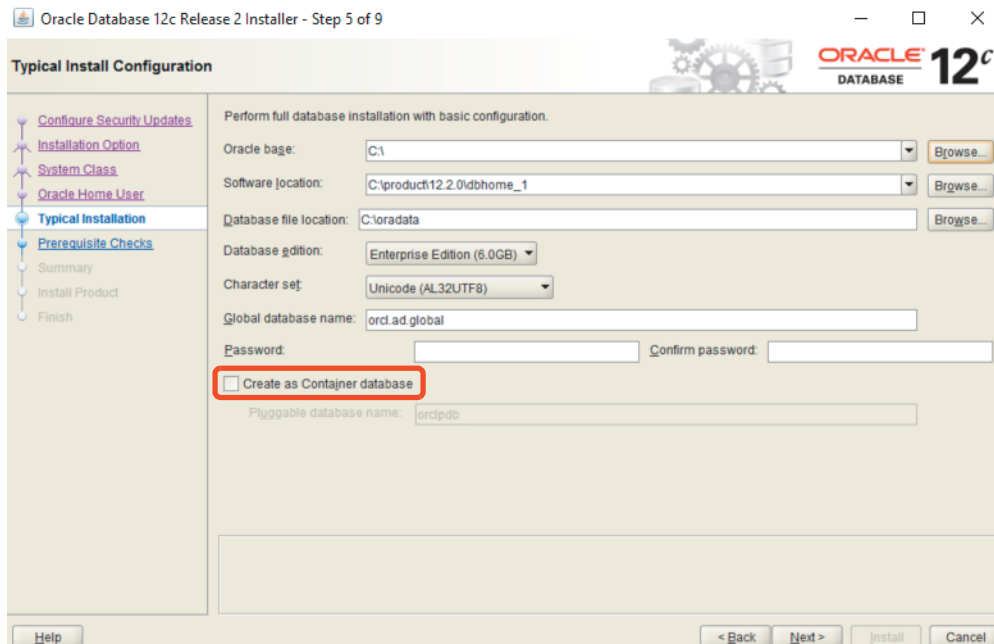 Oracle Database 12c Release 2 Installer - Step 5 of 9
Typical Install Configuration
ORACLE 12c
DATABASE
Configure Security Updates
Installation Option
System Class
Oracle Home User
Typical Installation
Prerequisite Checks
Summary
Install Product
Finish
Perform full database installation with basic configuration.
Oracle base: C:\ Browse...
Software location: C:\product\12.2.0\dbhome_1 Browse...
Database file location: C:\oradata Browse...
Database edition: Enterprise Edition (6.0GB)
Character set: Unicode (AL32UTF8)
Global database name: orcl.ad.global
Password: Confirm password:
Create as Container database
Pluggable database name: orclpdb
Help < Back Next > Install Cancel